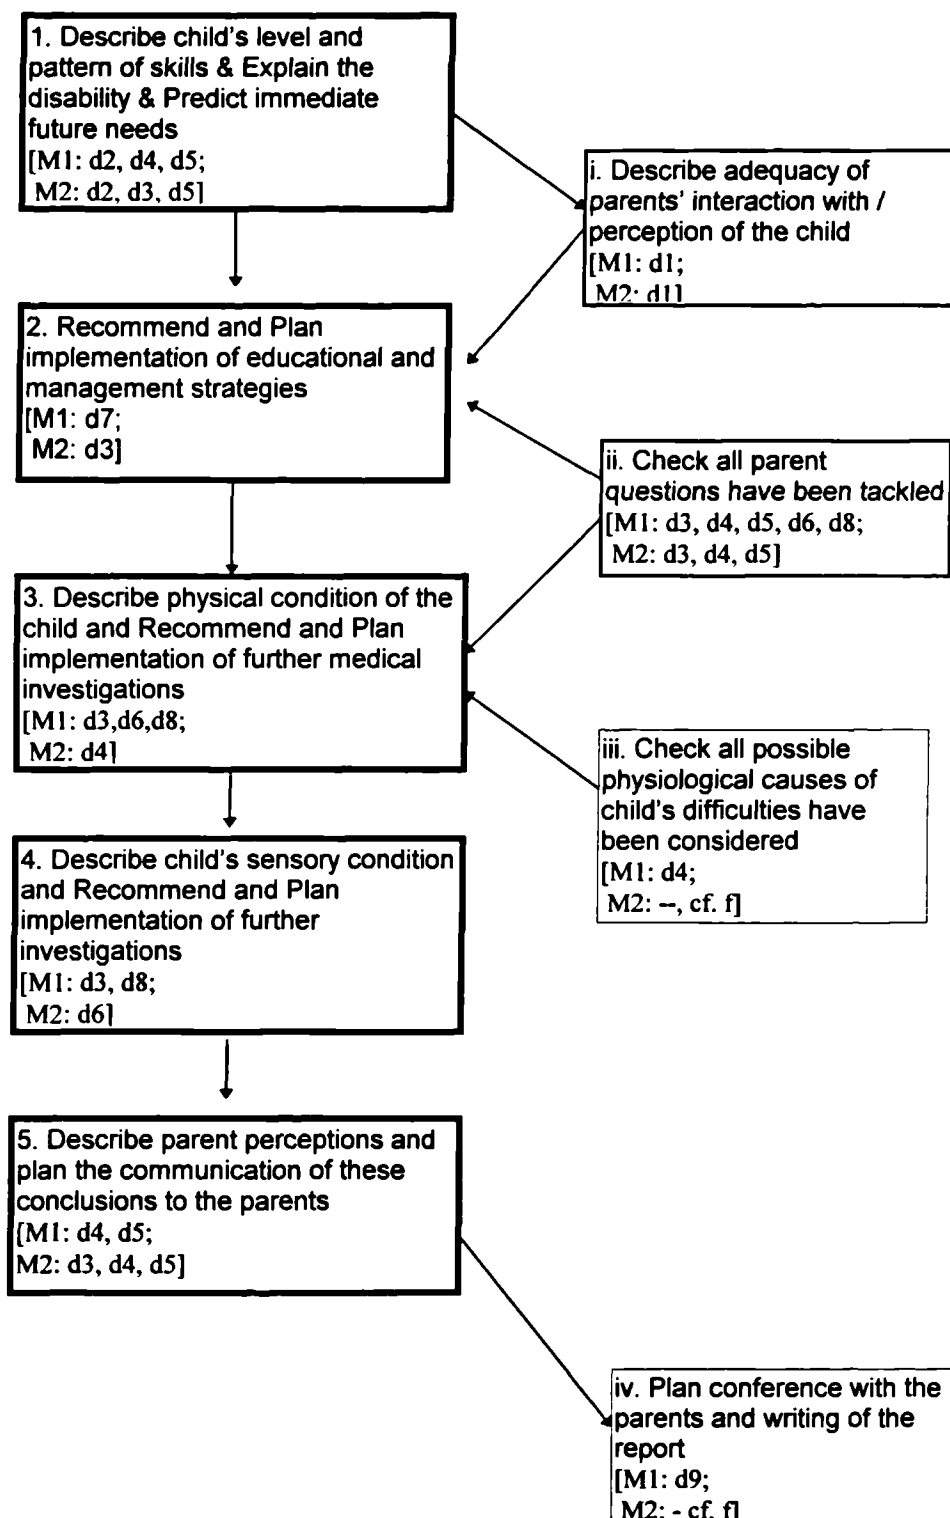 1. Describe child's level and
pattern of skills & Explain the
disability & Predict immediate
future needs
[M1: d2, d4, d5;
M2: d2, d3, d5]
i. Describe adequacy of
parents' interaction with /
perception of the child
[M1: d1;
M2: d1]
2. Recommend and Plan
implementation of educational and
management strategies
[M1: d7;
M2: d3]
ii. Check all parent
questions have been tackled
[M1: d3, d4, d5, d6, d8;
M2: d3, d4, d5]
3. Describe physical condition of the
child and Recommend and Plan
implementation of further medical
investigations
[M1: d3,d6,d8;
M2: d4]
iii. Check all possible
physiological causes of
child's difficulties have
been considered
[M1: d4;
M2: --, cf. f]
4. Describe child's sensory condition
and Recommend and Plan
implementation of further
investigations
[M1: d3, d8;
M2: d6]
5. Describe parent perceptions and
plan the communication of these
conclusions to the parents
[M1: d4, d5;
M2: d3, d4, d5]
iv. Plan conference with the
parents and writing of the
report
[M1: d9;
M2: - cf. f]